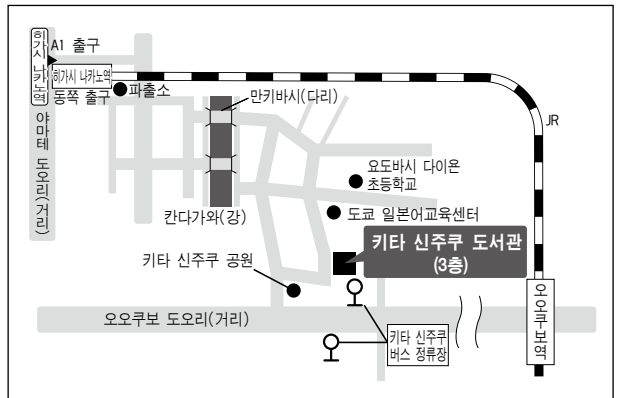 히가시 나카노역
A1 출구
히가시 나카노역
동쪽 출구
파출소
야마테 도오리(거리)
만키바시(다리)
JR
요도바시 다이욘
초등학교
칸다가와(강)
도쿄 일본어교육센터
키타 신주쿠 도서관
(3층)
키타 신주쿠 공원
오오쿠보 도오리(거리)
키타 신주쿠
버스 정류장
오오쿠보역